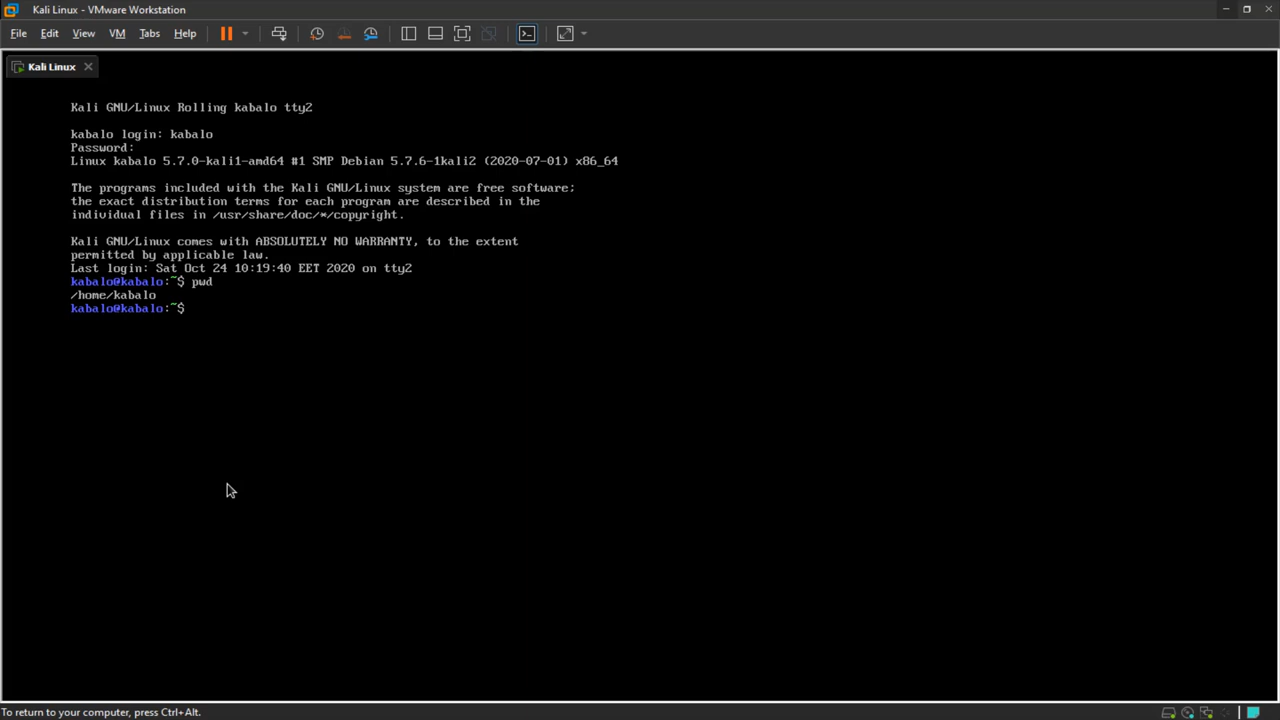 Kali Linux - VMware Workstation
File Edit View VM Tabs Help
Kali Linux
Kali GNU/Linux Rolling kabalo tty2
kabalo login: kabalo
Password:
Linux kabalo 5.7.0-kali1-amd64 #1 SMP Debian 5.7.6-1kali2 (2020-07-01) x86_64
The programs included with the Kali GNU/Linux system are free software;
the exact distribution terms for each program are described in the
individual files in /usr/share/doc/*/copyright.
Kali GNU/Linux comes with ABSOLUTELY NO WARRANTY, to the extent
permitted by applicable law.
Last login: Sat Oct 24 10:19:40 EET 2020 on tty2
kabalo@kabalo:~$ pwd
/home/kabalo
kabalo@kabalo:~$
To return to your computer, press Ctrl+Alt.